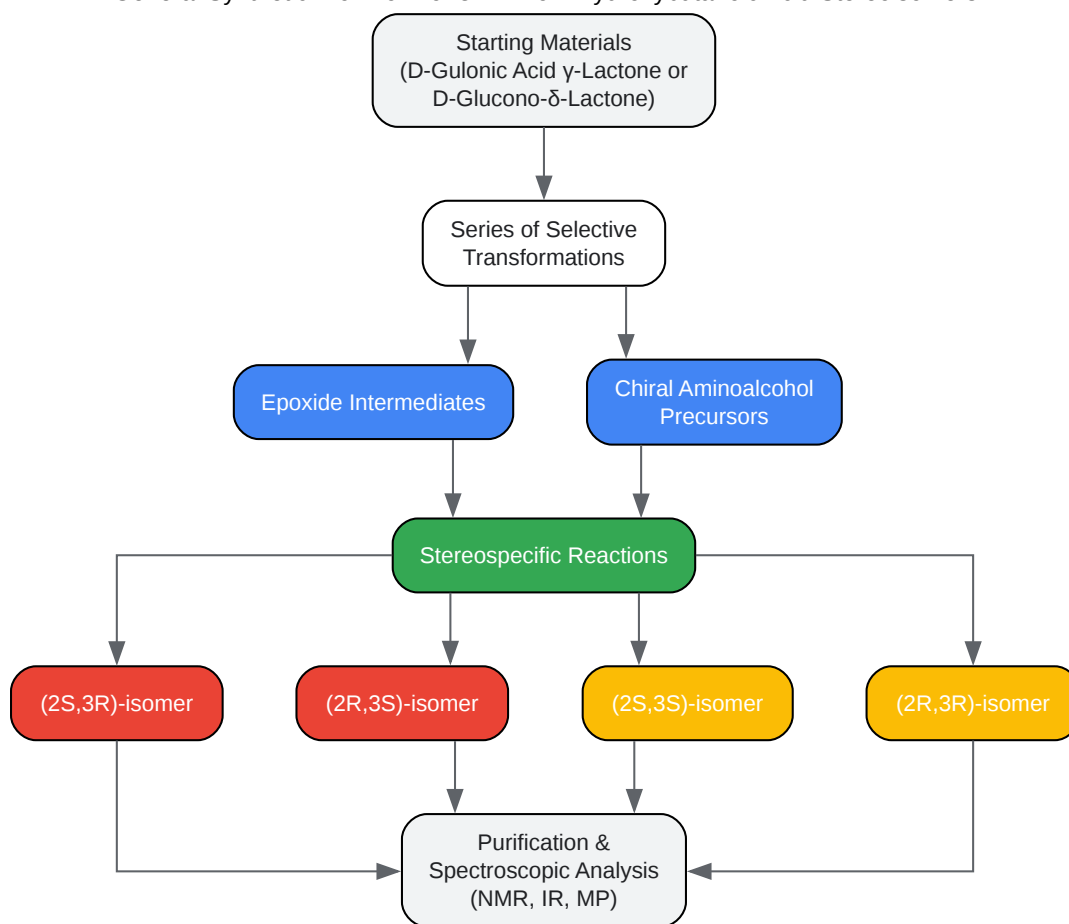 Starting Materials
(D-Gulonic Acid γ-Lactone or
D-Glucono-δ-Lactone)
Series of Selective
Transformations
Epoxide Intermediates
Chiral Aminoalcohol
Precursors
Stereospecific Reactions
(2S,3R)-isomer
(2R,3S)-isomer
(2S,3S)-isomer
(2R,3R)-isomer
Purification &
Spectroscopic Analysis
(NMR, IR, MP)